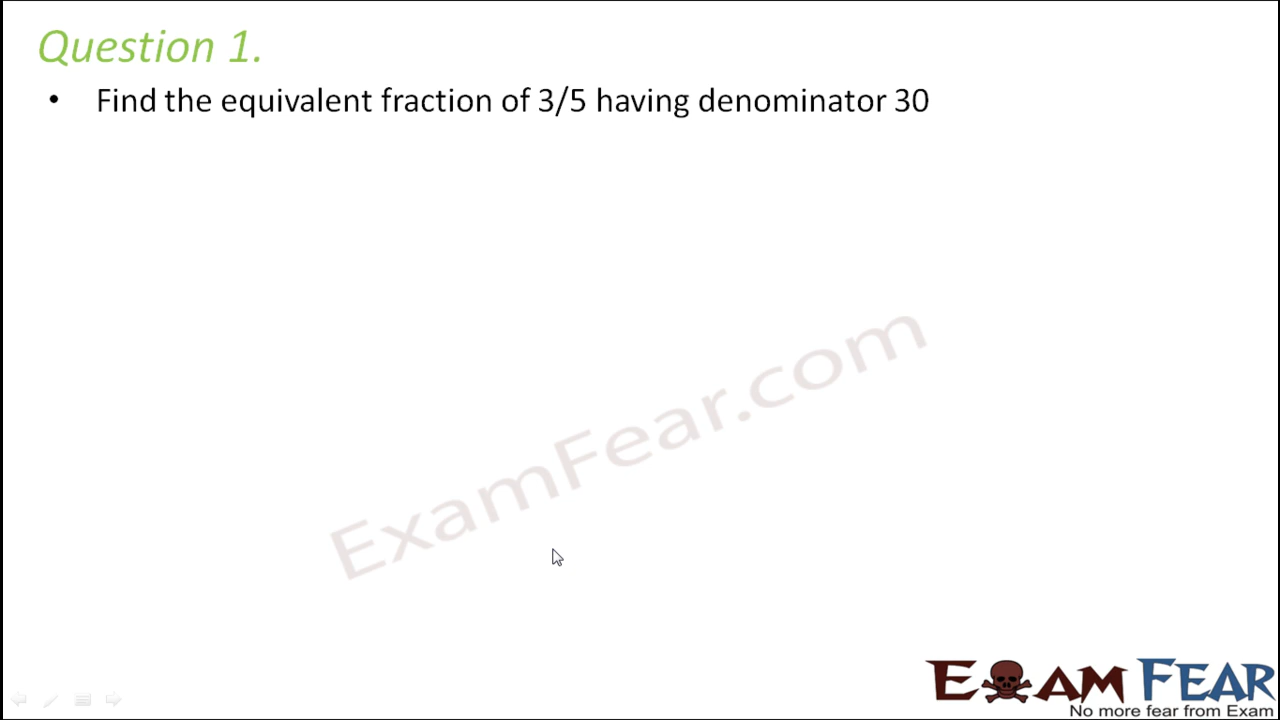 Question 1.
• Find the equivalent fraction of 3/5 having denominator 30
ExamFear.com
EXAM FEAR
No more fear from Exam